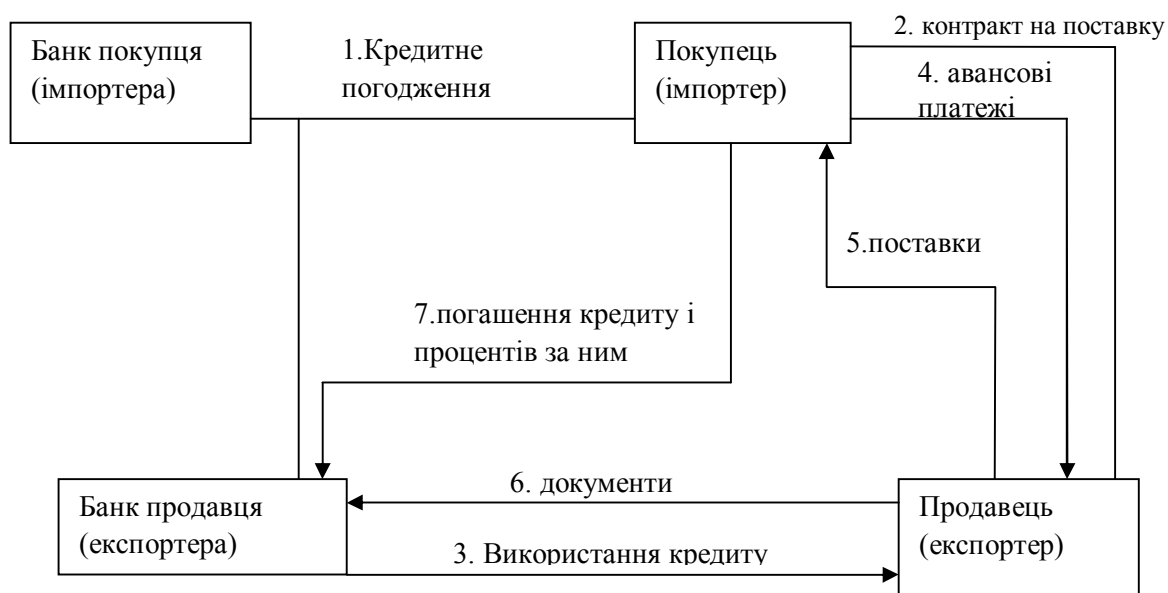 Банк покупця
(імпортера)
1.Кредитне
погодження
Покупець
(імпортер)
2. контракт на поставку
4. авансові
платежі
5.поставки
7.погашення кредиту і
процентів за ним
Банк продавця
(експортера)
6. документи
3. Використання кредиту
Продавець
(експортер)